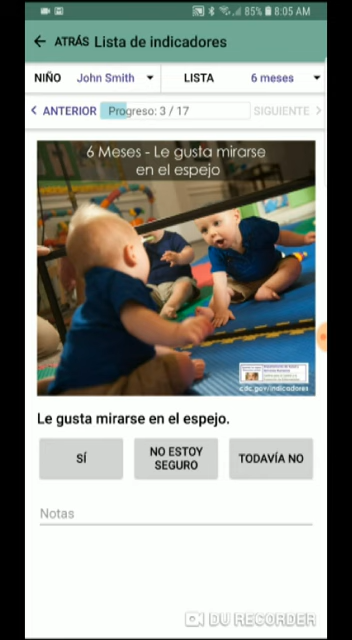 85% 8:05 AM
← ATRÁS Lista de indicadores
NIÑO John Smith LISTA 6 meses
< ANTERIOR Progreso: 3 / 17 SIGUIENTE >
6 Meses - Le gusta mirarse
en el espejo
cdc.gov/indicadores
Le gusta mirarse en el espejo.
SÍ
NO ESTOY
SEGURO
TODAVÍA NO
Notas
DU RECORDER